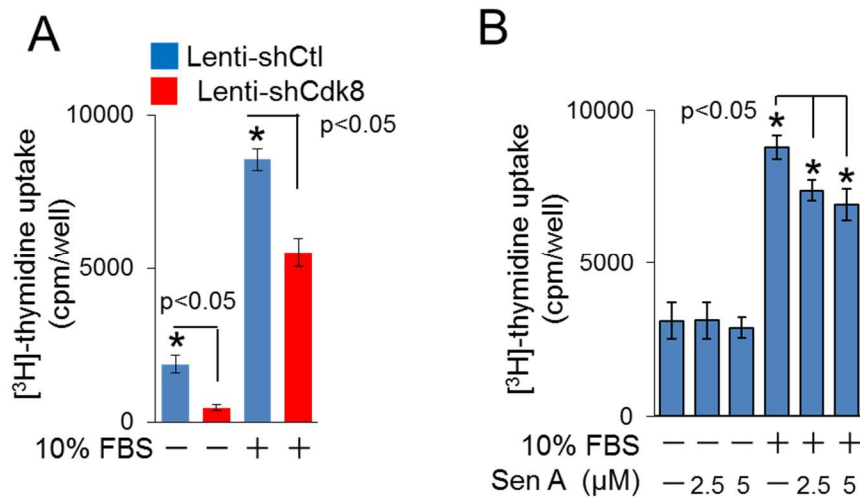 A
Lenti-shCtl
Lenti-shCdk8
[³H]-thymidine uptake
(cpm/well)
10000
5000
0
p<0.05
*
p<0.05
*
10% FBS − − + +
B
[³H]-thymidine uptake
(cpm/well)
10000
5000
0
p<0.05
*
*
*
10% FBS − − − + + +
Sen A (µM) − 2.5 5 − 2.5 5